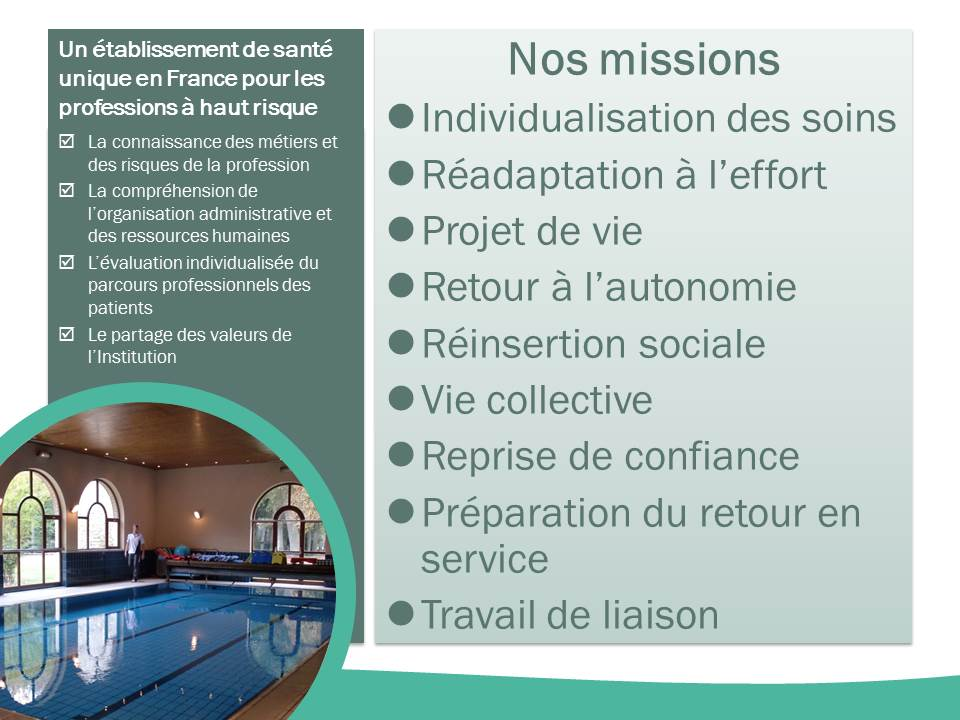 Un établissement de santé
unique en France pour les
professions à haut risque
La connaissance des métiers et
des risques de la profession
La compréhension de
l’organisation administrative et
des ressources humaines
L’évaluation individualisée du
parcours professionnels des
patients
Le partage des valeurs de
l’Institution
Nos missions
Individualisation des soins
Réadaptation à l’effort
Projet de vie
Retour à l’autonomie
Réinsertion sociale
Vie collective
Reprise de confiance
Préparation du retour en
service
Travail de liaison